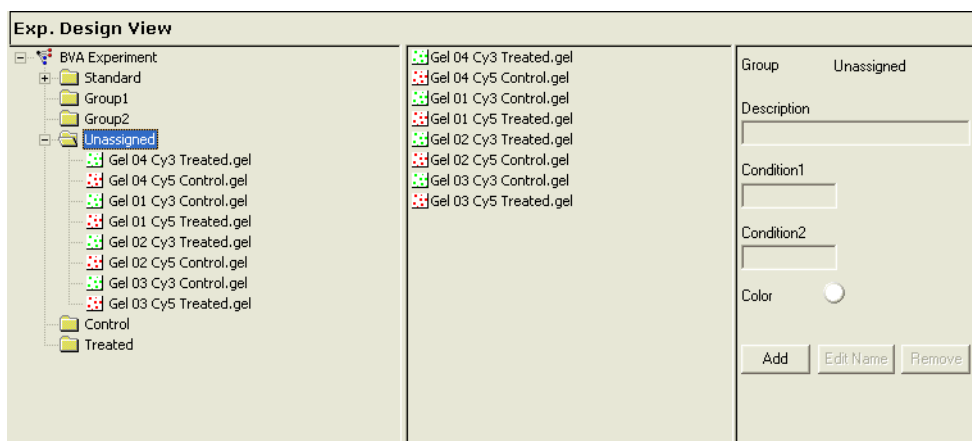 Exp. Design View
BVA Experiment
Standard
Group1
Group2
Unassigned
Gel 04 Cy3 Treated.gel
Gel 04 Cy5 Control.gel
Gel 01 Cy3 Control.gel
Gel 01 Cy5 Treated.gel
Gel 02 Cy3 Treated.gel
Gel 02 Cy5 Control.gel
Gel 03 Cy3 Control.gel
Gel 03 Cy5 Treated.gel
Control
Treated
Gel 04 Cy3 Treated.gel
Gel 04 Cy5 Control.gel
Gel 01 Cy3 Control.gel
Gel 01 Cy5 Treated.gel
Gel 02 Cy3 Treated.gel
Gel 02 Cy5 Control.gel
Gel 03 Cy3 Control.gel
Gel 03 Cy5 Treated.gel
Group Unassigned
Description
Condition1
Condition2
Color
Add Edit Name Remove